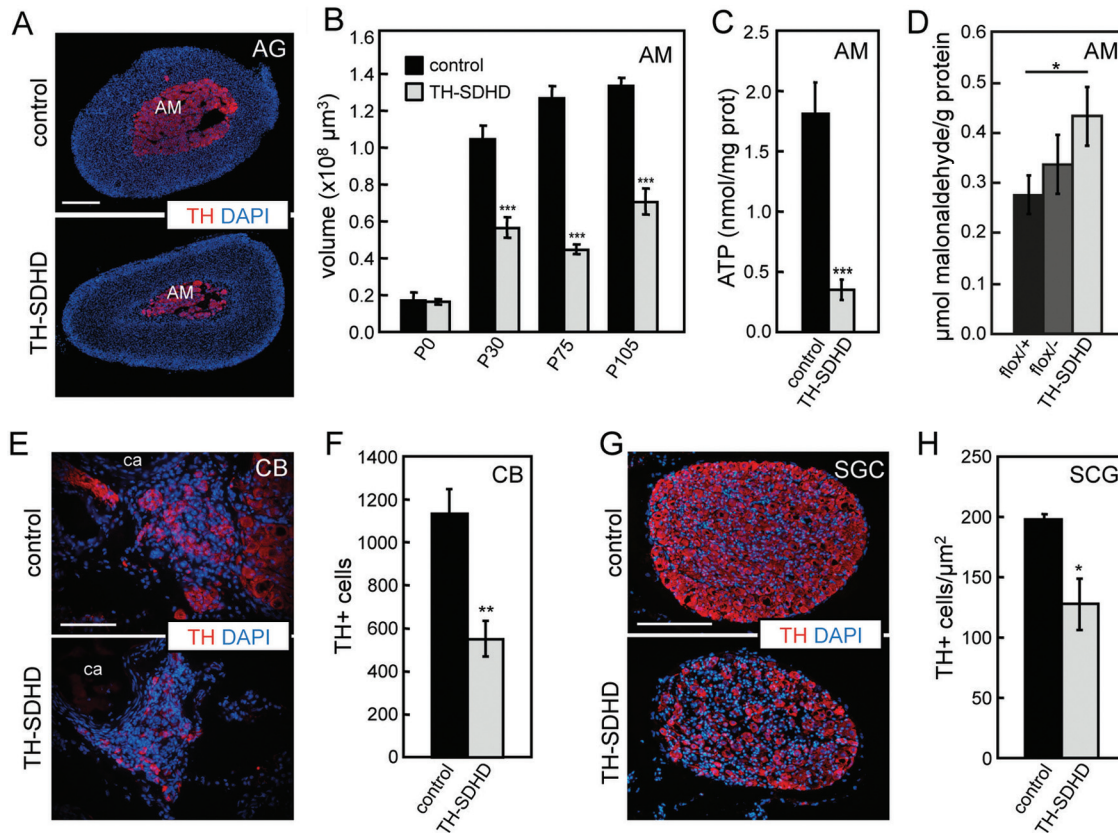 A
AG
control
AM
TH DAPI
TH-SDHD
AM
B
AM
volume (x10⁸ µm³)
1.6
1.4
1.2
1.0
0.8
0.6
0.4
0.2
0.0
control
TH-SDHD
***
***
***
P0
P30
P75
P105
C
AM
ATP (nmol/mg prot)
2.5
2.0
1.5
1.0
0.5
0.0
***
control
TH-SDHD
D
AM
µmol malonaldehyde/g protein
0.6
0.5
0.4
0.3
0.2
0.1
0
*
flox/+
flox/-
TH-SDHD
E
ca
CB
control
TH DAPI
TH-SDHD
ca
F
CB
TH+ cells
1400
1200
1000
800
600
400
200
0
**
control
TH-SDHD
G
SGC
control
TH DAPI
TH-SDHD
H
SCG
TH+ cells/µm²
250
200
150
100
50
0
*
control
TH-SDHD